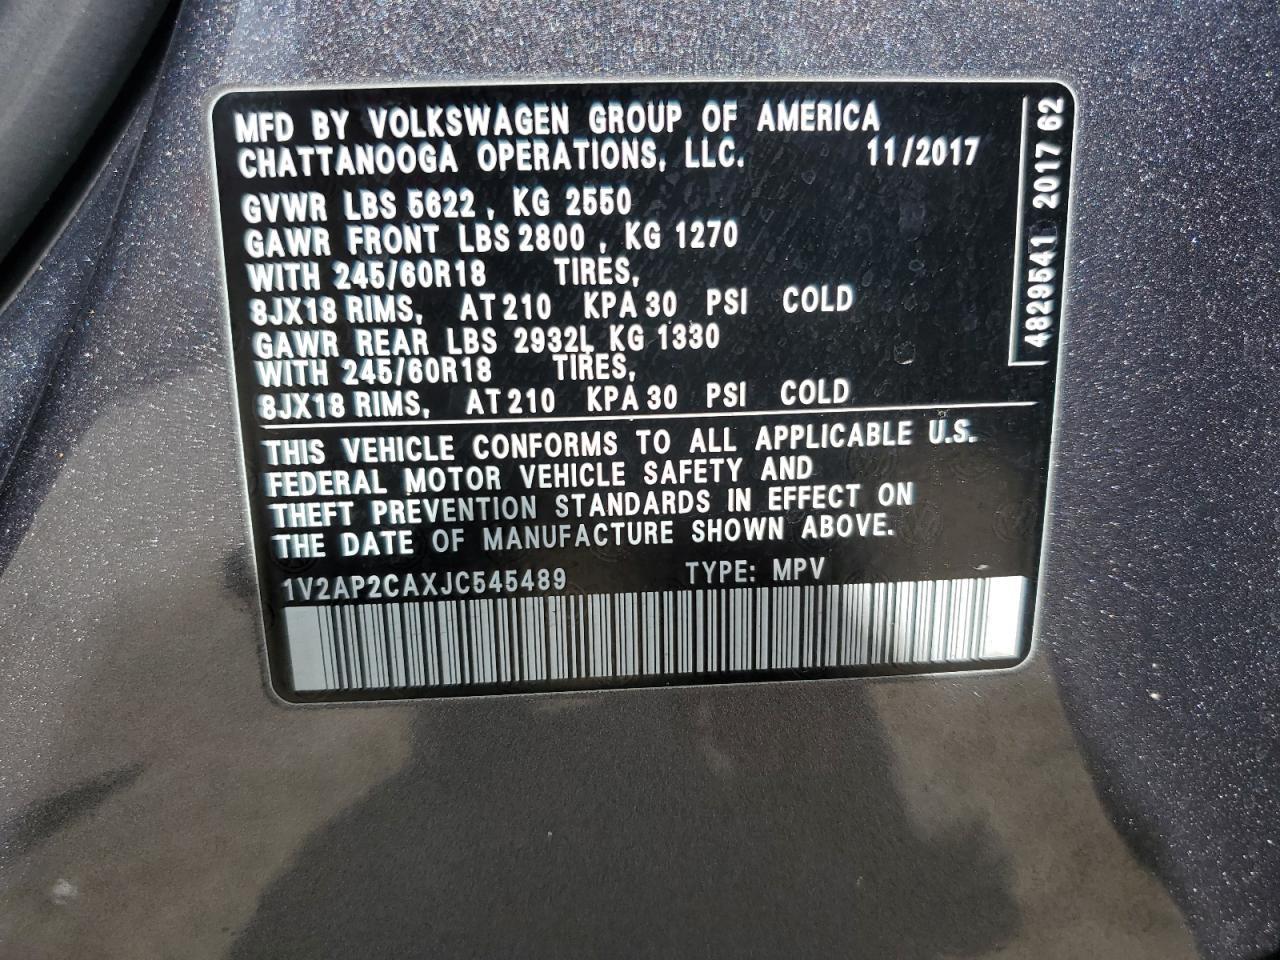 MFD BY VOLKSWAGEN GROUP OF AMERICA
CHATTANOOGA OPERATIONS, LLC. 11/2017
GVWR LBS 5622 , KG 2550
GAWR FRONT LBS 2800 , KG 1270
WITH 245/60R18 TIRES,
8JX18 RIMS, AT 210 KPA 30 PSI COLD
GAWR REAR LBS 2932L KG 1330
WITH 245/60R18 TIRES,
8JX18 RIMS, AT 210 KPA 30 PSI COLD
THIS VEHICLE CONFORMS TO ALL APPLICABLE U.S.
FEDERAL MOTOR VEHICLE SAFETY AND
THEFT PREVENTION STANDARDS IN EFFECT ON
THE DATE OF MANUFACTURE SHOWN ABOVE.
1V2AP2CAXJC545489 TYPE: MPV
4829541 2017 62